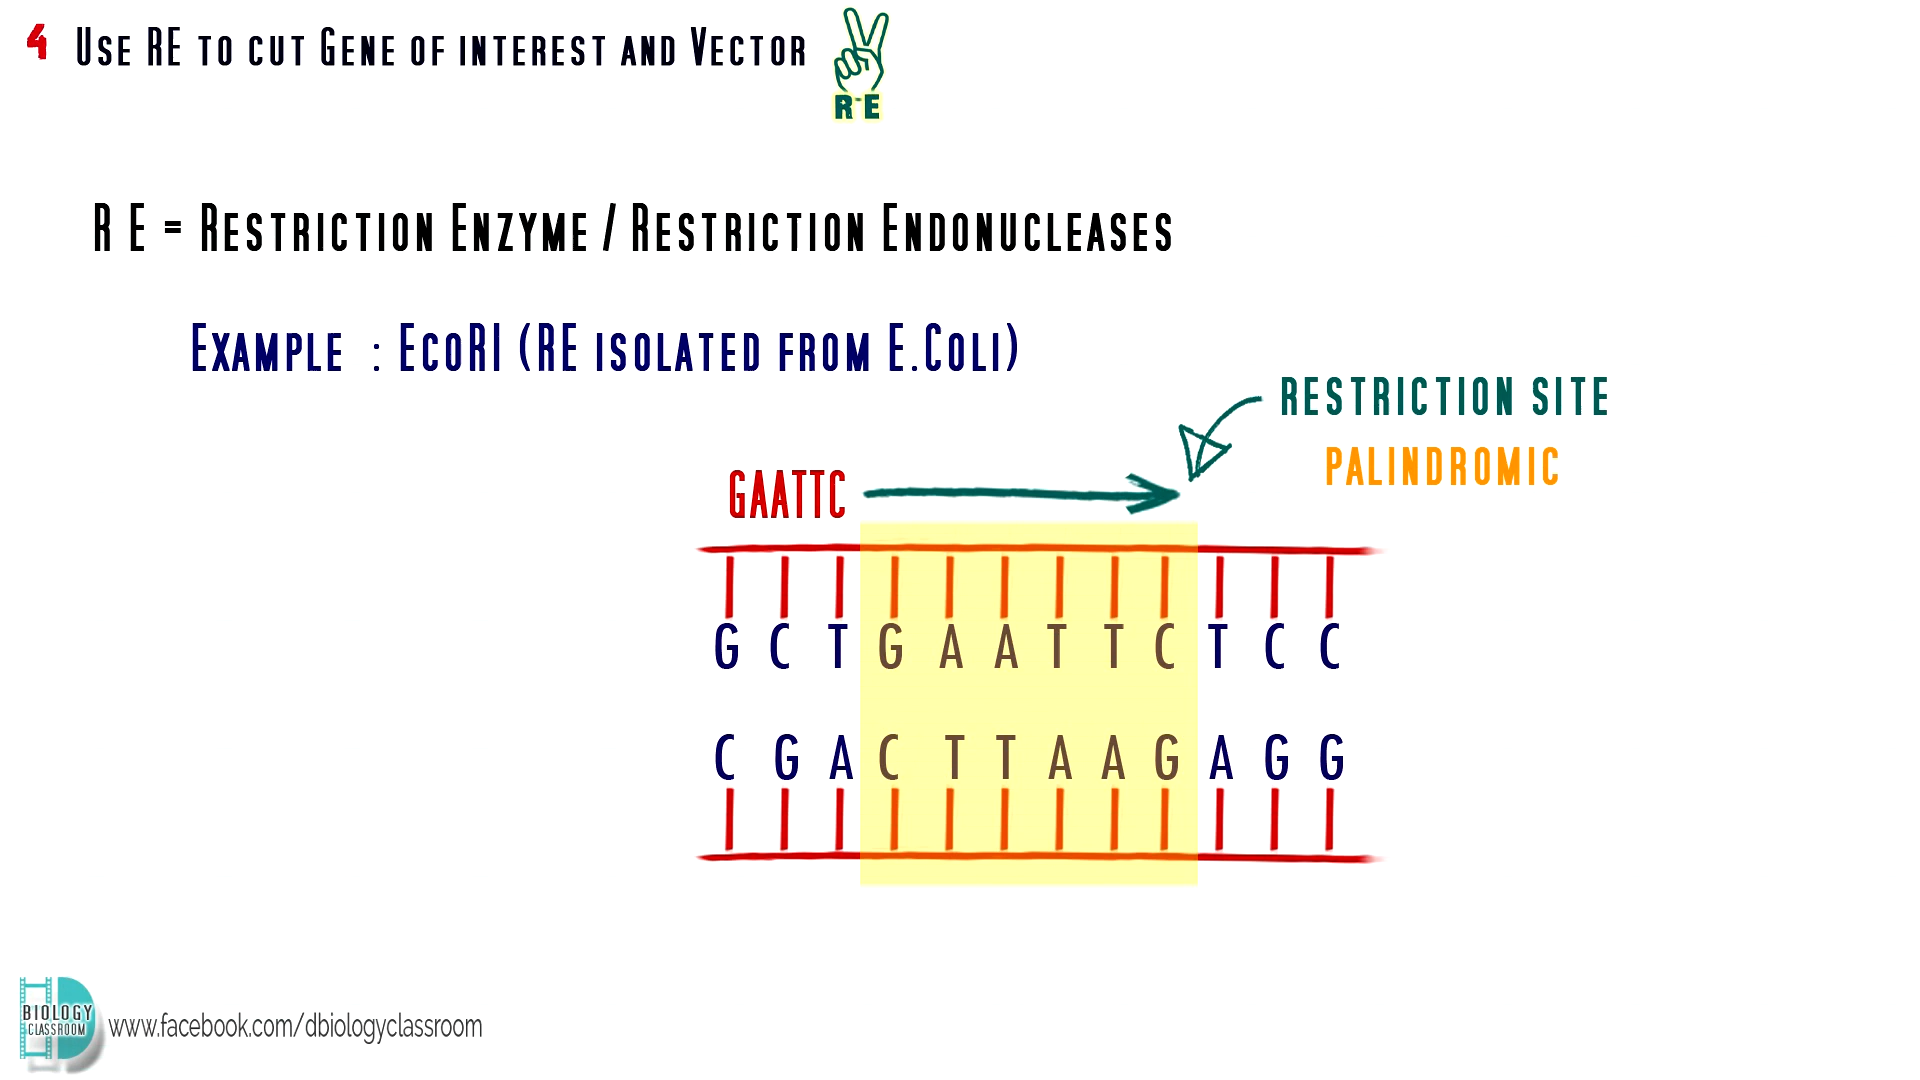 4 Use RE to cut Gene of interest and Vector
R E
R E = Restriction Enzyme / Restriction Endonucleases
Example : EcoRI (RE isolated from E.Coli)
RESTRICTION SITE
PALINDROMIC
GAATTC
G C T G A A T T C T C C
C G A C T T A A G A G G
BIOLOGY
CLASSROOM
www.facebook.com/dbiologyclassroom